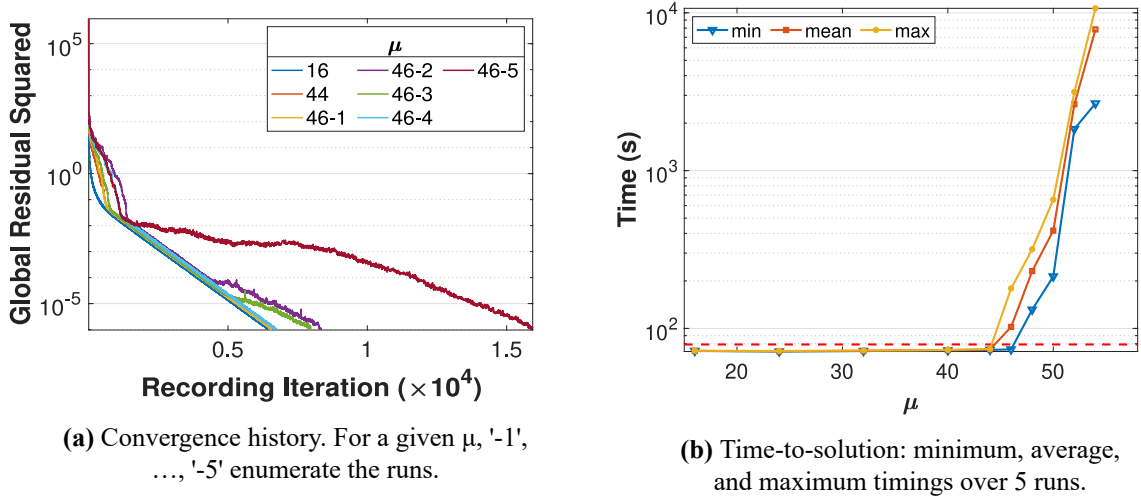 Global Residual Squared
10^5
10^0
10^-5
μ
16
46-2
46-5
44
46-3
46-1
46-4
0.5
1
1.5
Recording Iteration (×10^4)
(a) Convergence history. For a given μ, '-1',
…, '-5' enumerate the runs.
Time (s)
10^4
10^3
10^2
min
mean
max
20
30
40
50
μ
(b) Time-to-solution: minimum, average,
and maximum timings over 5 runs.